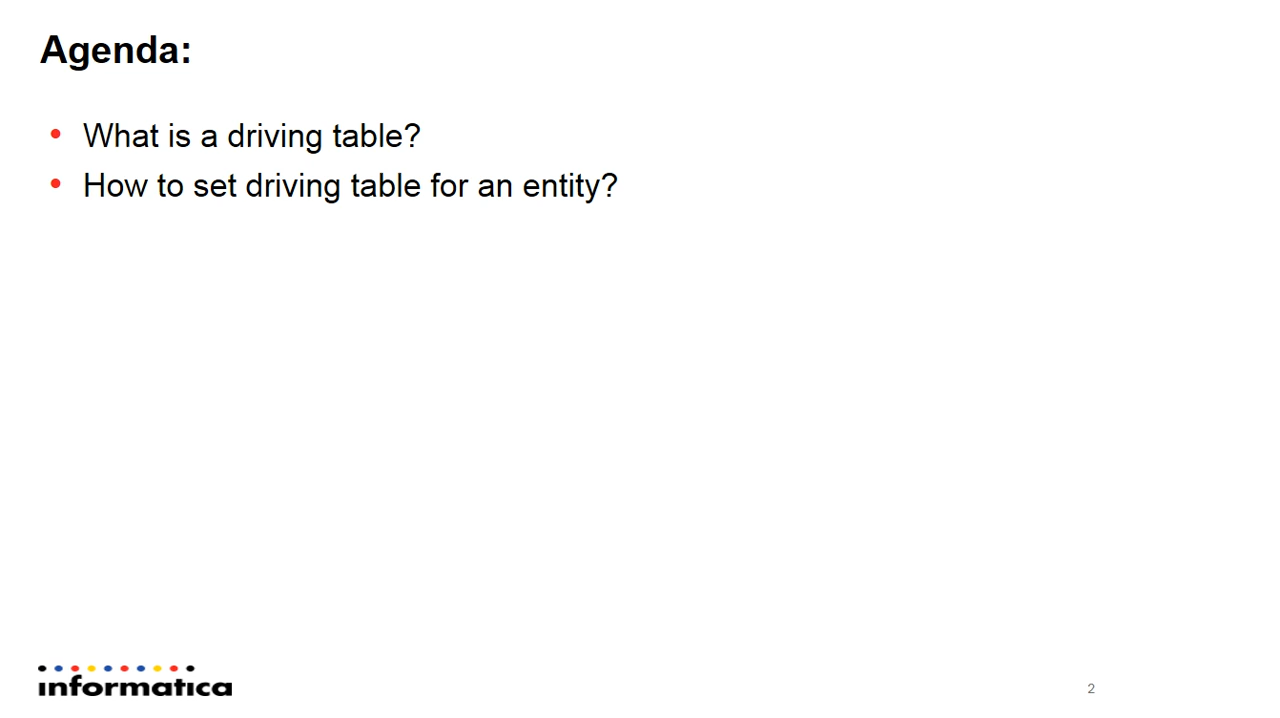 Agenda:
• What is a driving table?
• How to set driving table for an entity?
informatica
2